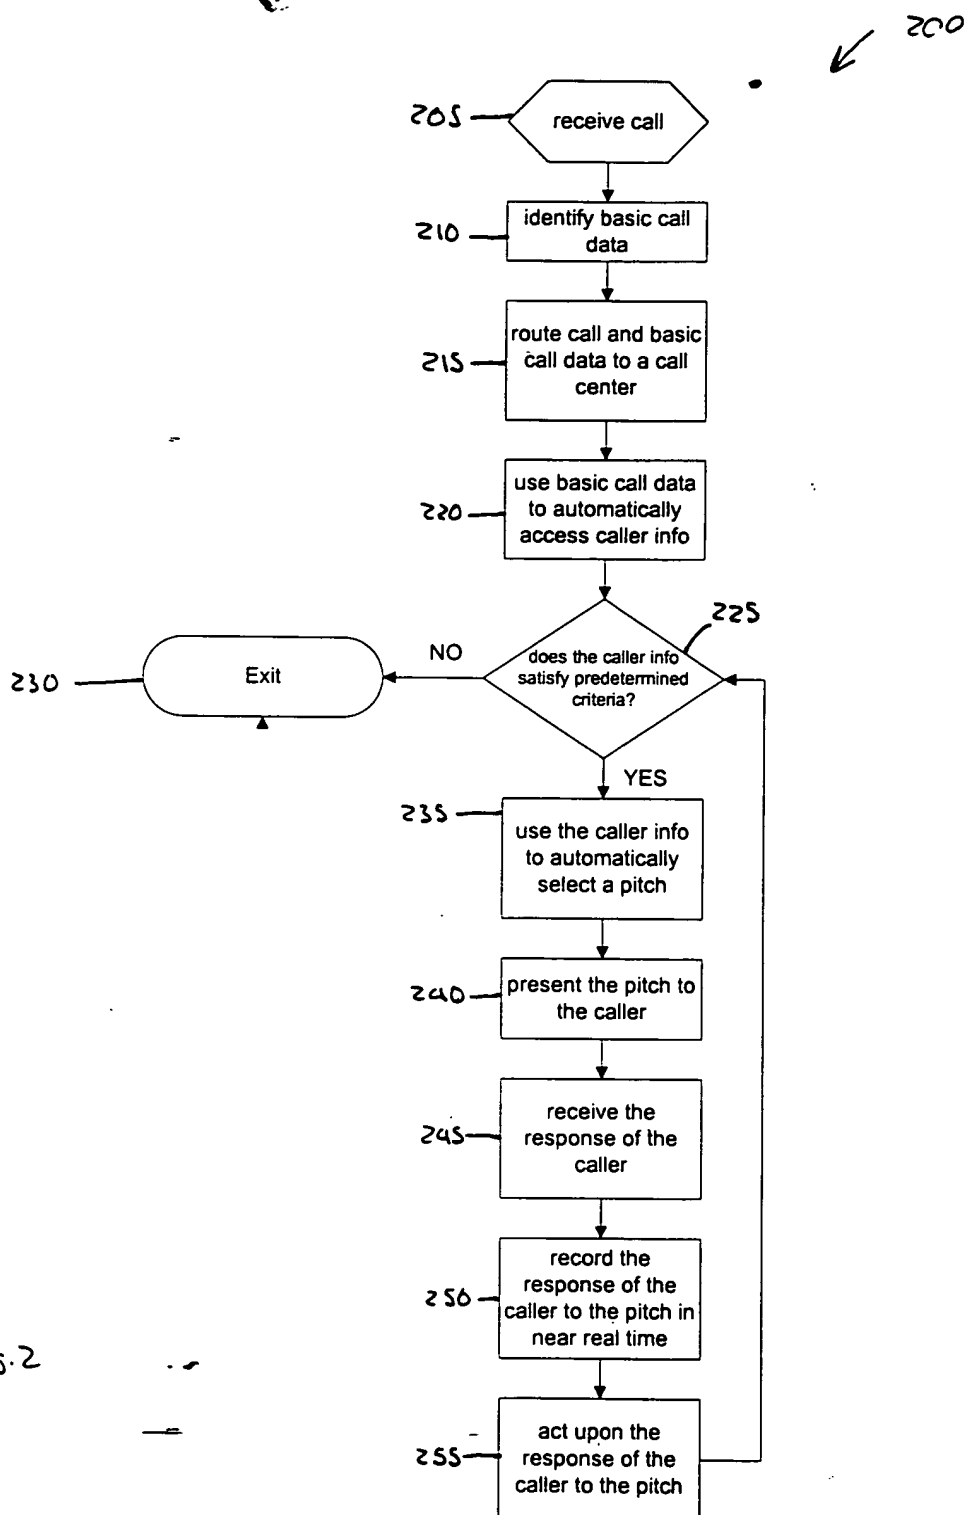 200
205
receive call
210
identify basic call
data
215
route call and basic
call data to a call
center
220
use basic call data
to automatically
access caller info
225
does the caller info
satisfy predetermined
criteria?
NO
230
Exit
YES
235
use the caller info
to automatically
select a pitch
240
present the pitch to
the caller
245
receive the
response of the
caller
250
record the
response of the
caller to the pitch in
near real time
.2
255
act upon the
response of the
caller to the pitch